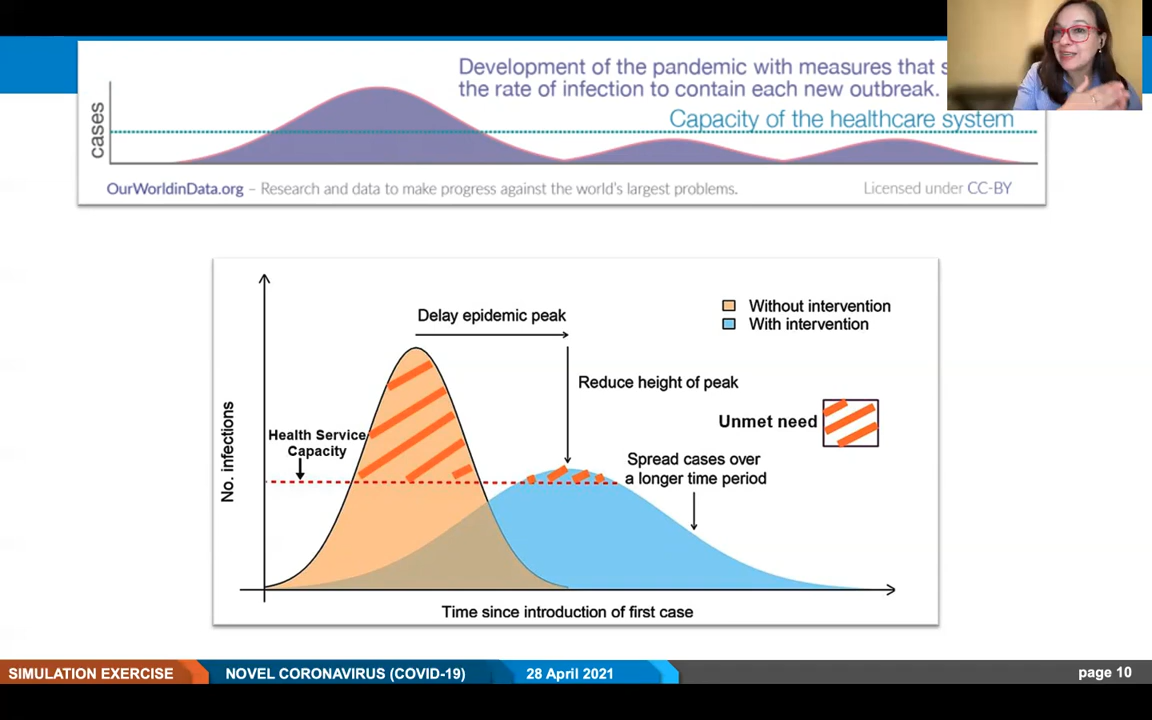 Development of the pandemic with measures that
the rate of infection to contain each new outbreak.
Capacity of the healthcare system
cases
OurWorldinData.org – Research and data to make progress against the world's largest problems.
Licensed under CC-BY
Without intervention
With intervention
Delay epidemic peak
Reduce height of peak
Unmet need
Health Service
Capacity
Spread cases over
a longer time period
No. infections
Time since introduction of first case
SIMULATION EXERCISE
NOVEL CORONAVIRUS (COVID-19)
28 April 2021
page 10